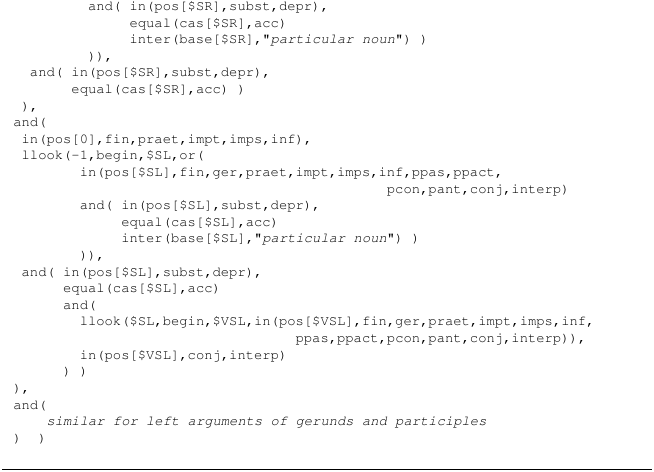 and( in(pos[$SR],subst,depr),
equal(cas[$SR],acc)
inter(base[$SR],"particular noun") )
)),
and( in(pos[$SR],subst,depr),
equal(cas[$SR],acc) )
),
and(
in(pos[0],fin,praet,impt,imps,inf),
llook(-1,begin,$SL,or(
in(pos[$SL],fin,ger,praet,impt,imps,inf,ppas,ppact,
pcon,pant,conj,interp)
and( in(pos[$SL],subst,depr),
equal(cas[$SL],acc)
inter(base[$SL],"particular noun") )
)),
and( in(pos[$SL],subst,depr),
equal(cas[$SL],acc)
and(
llook($SL,begin,$VSL,in(pos[$VSL],fin,ger,praet,impt,imps,inf,
ppas,ppact,pcon,pant,conj,interp)),
in(pos[$VSL],conj,interp)
) )
),
and(
similar for left arguments of gerunds and participles
) )